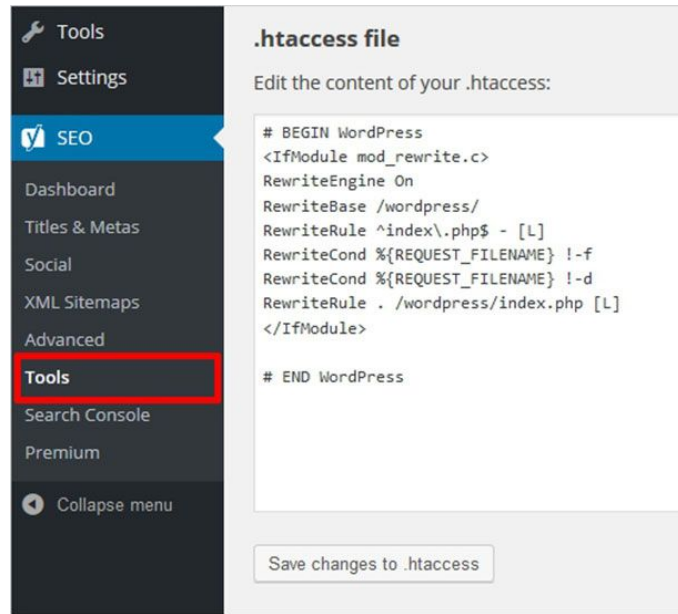 Tools
Settings
SEO
Dashboard
Titles & Metas
Social
XML Sitemaps
Advanced
Tools
Search Console
Premium
Collapse menu
.htaccess file
Edit the content of your .htaccess:
# BEGIN WordPress
<IfModule mod_rewrite.c>
RewriteEngine On
RewriteBase /wordpress/
RewriteRule ^index\.php$ - [L]
RewriteCond %{REQUEST_FILENAME} !-f
RewriteCond %{REQUEST_FILENAME} !-d
RewriteRule . /wordpress/index.php [L]
</IfModule>
# END WordPress
Save changes to .htaccess